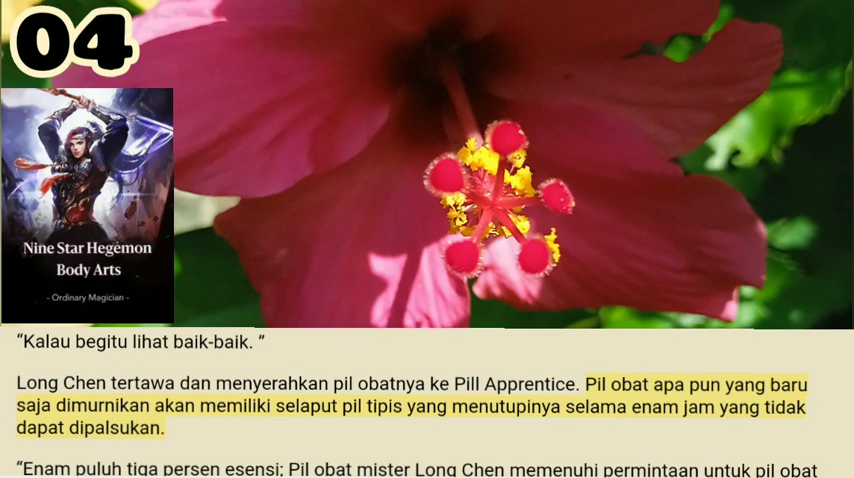 04
Nine Star Hegemon
Body Arts
- Ordinary Magician -
“Kalau begitu lihat baik-baik. ”
Long Chen tertawa dan menyerahkan pil obatnya ke Pill Apprentice. Pil obat apa pun yang baru
saja dimurnikan akan memiliki selaput pil tipis yang menutupinya selama enam jam yang tidak
dapat dipalsukan.
“Enam puluh tiga persen esensi; Pil obat mister Long Chen memenuhi permintaan untuk pil obat